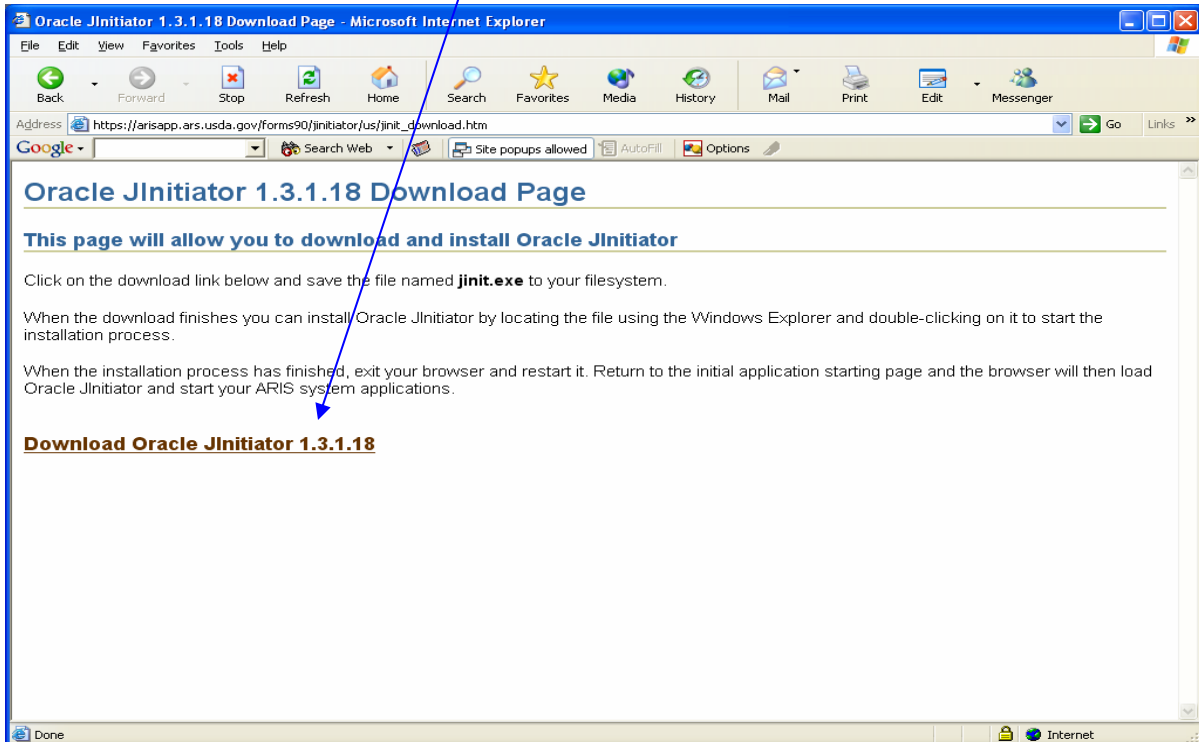 Oracle JInitiator 1.3.1.18 Download Page - Microsoft Internet Explorer
File Edit View Favorites Tools Help
Back Forward Stop Refresh Home Search Favorites Media History Mail Print Edit Messenger
Address https://arisapp.ars.usda.gov/forms90/jinitiator/us/jinit_download.htm Go Links »
Google Search Web Site popups allowed AutoFill Options
Oracle JInitiator 1.3.1.18 Download Page
This page will allow you to download and install Oracle JInitiator
Click on the download link below and save the file named jinit.exe to your filesystem.
When the download finishes you can install Oracle JInitiator by locating the file using the Windows Explorer and double-clicking on it to start the
installation process.
When the installation process has finished, exit your browser and restart it. Return to the initial application starting page and the browser will then load
Oracle JInitiator and start your ARIS system applications.
Download Oracle JInitiator 1.3.1.18
Done Internet